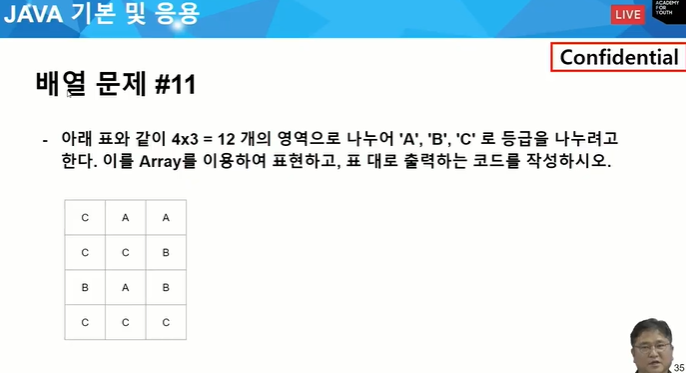 JAVA 기본 및 응용
LIVE
ACADEMY
FOR
YOUTH
Confidential
배열 문제 #11
- 아래 표와 같이 4x3 = 12 개의 영역으로 나누어 'A', 'B', 'C' 로 등급을 나누려고
한다. 이를 Array를 이용하여 표현하고, 표 대로 출력하는 코드를 작성하시오.
C A A
C C B
B A B
C C C
35